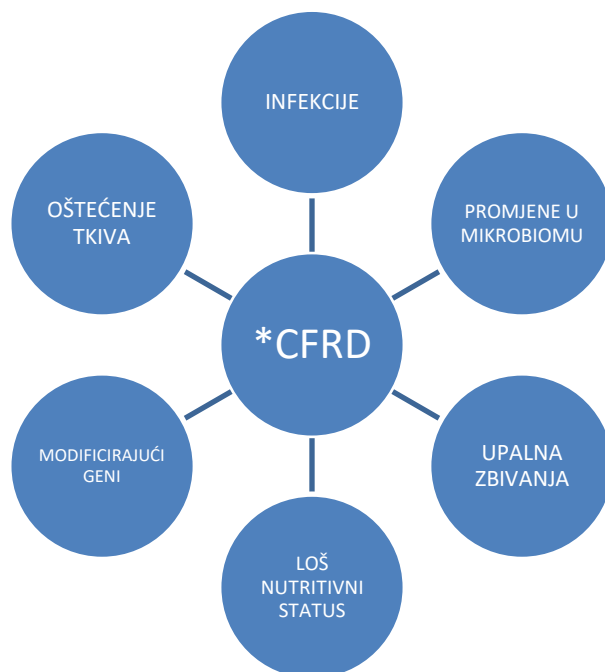 INFEKCIJE
PROMJENE U
MIKROBIOMU
UPALNA
ZBIVANJA
LOŠ
NUTRITIVNI
STATUS
MODIFICIRAJUĆI
GENI
OŠTEĆENJE
TKIVA
*CFRD